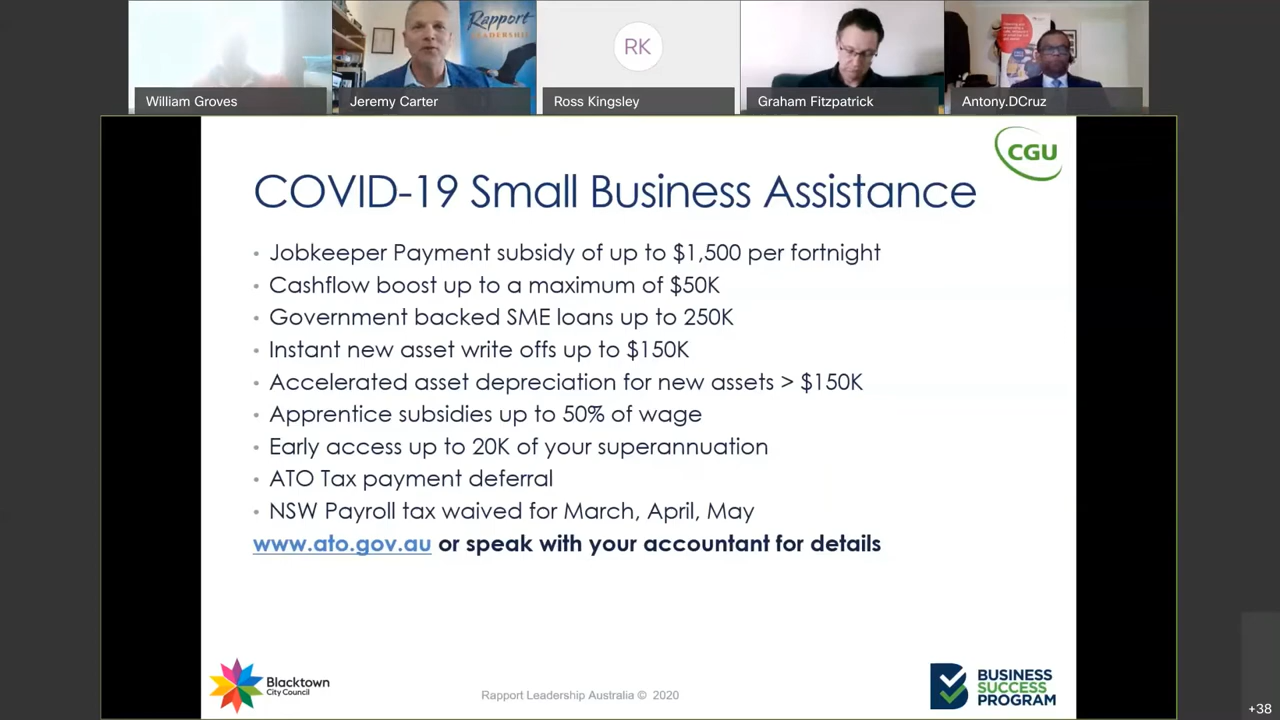 Rapport
LEADERSHIP
RK
William Groves
Jeremy Carter
Ross Kingsley
Graham Fitzpatrick
Antony.DCruz
CGU
COVID-19 Small Business Assistance
• Jobkeeper Payment subsidy of up to $1,500 per fortnight
• Cashflow boost up to a maximum of $50K
• Government backed SME loans up to 250K
• Instant new asset write offs up to $150K
• Accelerated asset depreciation for new assets > $150K
• Apprentice subsidies up to 50% of wage
• Early access up to 20K of your superannuation
• ATO Tax payment deferral
• NSW Payroll tax waived for March, April, May
www.ato.gov.au or speak with your accountant for details
Blacktown
City Council
Rapport Leadership Australia © 2020
BUSINESS
SUCCESS
PROGRAM
+38